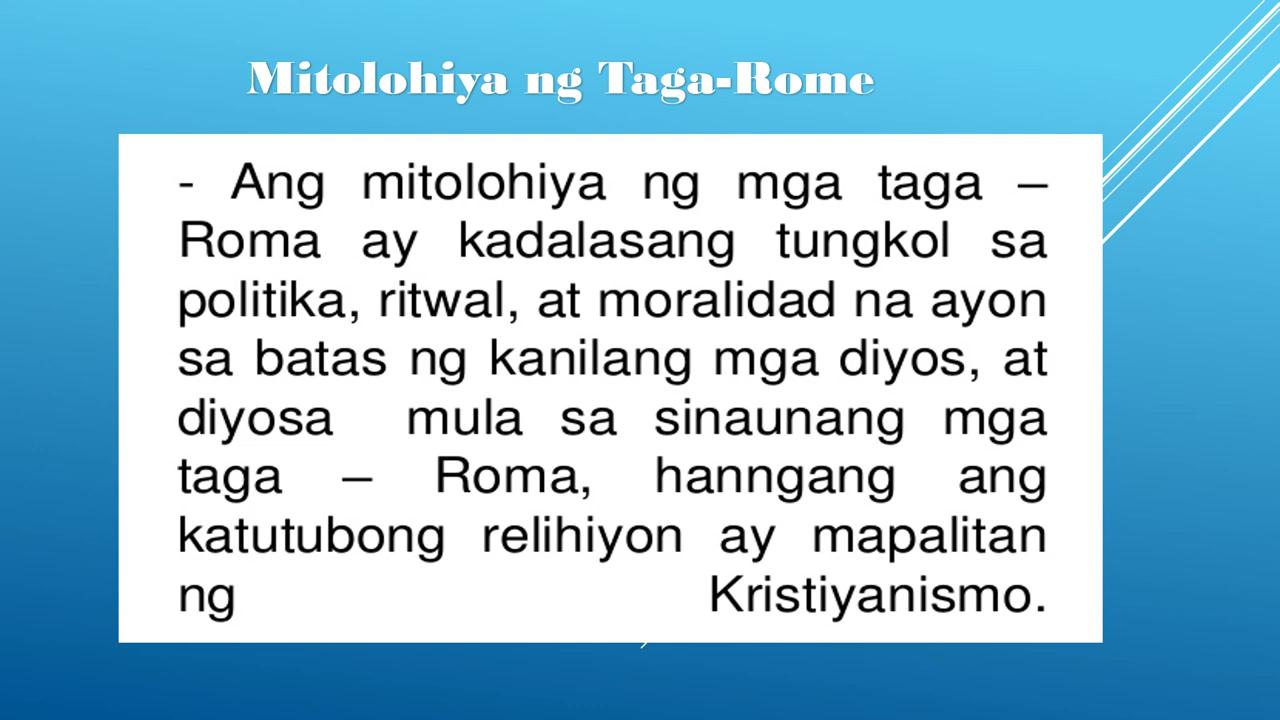 Mitolohiya ng Taga-Rome
- Ang mitolohiya ng mga taga –
Roma ay kadalasang tungkol sa
politika, ritwal, at moralidad na ayon
sa batas ng kanilang mga diyos, at
diyosa mula sa sinaunang mga
taga – Roma, hanngang ang
katutubong relihiyon ay mapalitan
ng Kristiyanismo.